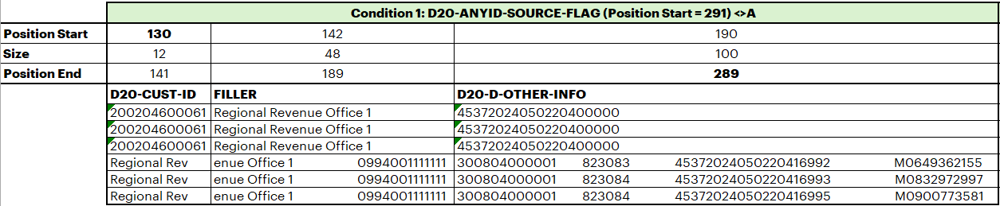 Condition 1: D20-ANYID-SOURCE-FLAG (Position Start = 291) <>A
Position Start 130 142 190
Size 12 48 100
Position End 141 189 289
D20-CUST-ID FILLER D20-D-OTHER-INFO
200204600061 Regional Revenue Office 1 45372024050220400000
200204600061 Regional Revenue Office 1 45372024050220400000
200204600061 Regional Revenue Office 1 45372024050220400000
Regional Rev enue Office 1 0994001111111 300804000001 823083 45372024050220416992 M0649362155
Regional Rev enue Office 1 0994001111111 300804000001 823084 45372024050220416993 M0832972997
Regional Rev enue Office 1 0994001111111 300804000001 823084 45372024050220416995 M0900773581